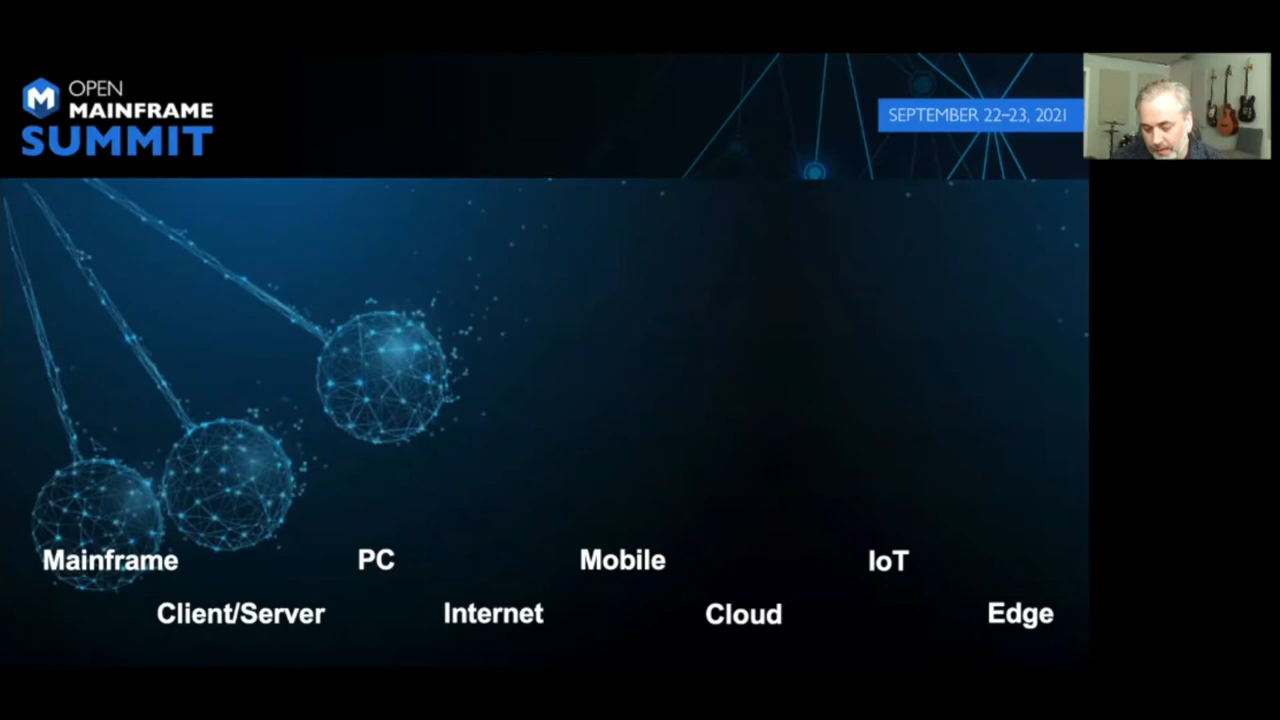 OPEN
MAINFRAME
SUMMIT
SEPTEMBER 22–23, 2021
Mainframe
PC
Mobile
IoT
Client/Server
Internet
Cloud
Edge